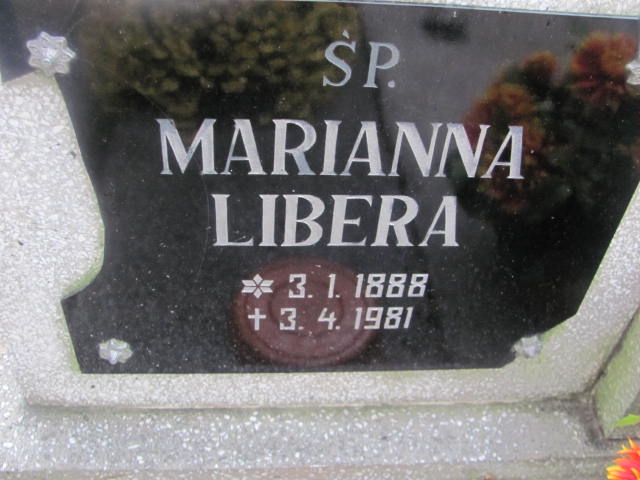 ŚP.
MARIANNA
LIBERA
✲ 3. 1. 1888
✝ 3. 4. 1981